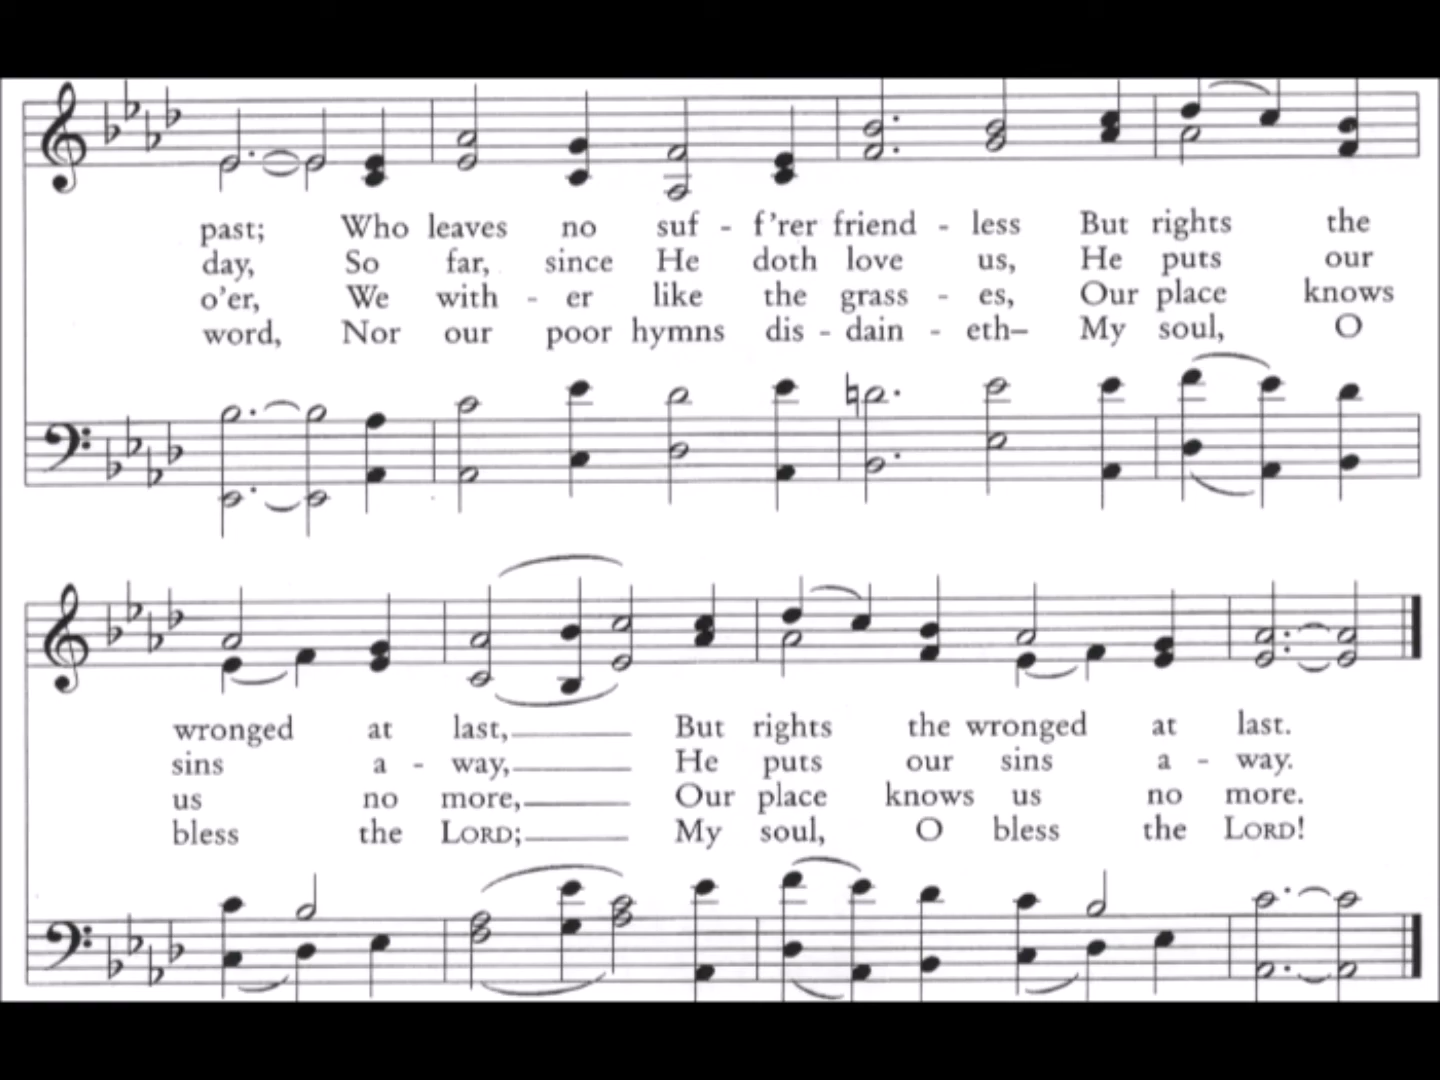 past; Who leaves no suf - f'rer friend - less But rights the
day, So far, since He doth love us, He puts our
o'er, We with - er like the grass - es, Our place knows
word, Nor our poor hymns dis - dain - eth– My soul, O
wronged at last,____ But rights the wronged at last.
sins a - way,____ He puts our sins a - way.
us no more,____ Our place knows us no more.
bless the LORD;____ My soul, O bless the LORD!